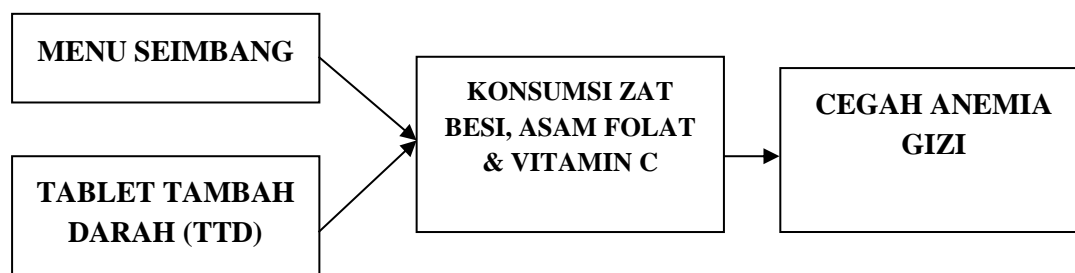 MENU SEIMBANG
TABLET TAMBAH
DARAH (TTD)
KONSUMSI ZAT
BESI, ASAM FOLAT
& VITAMIN C
CEGAH ANEMIA
GIZI